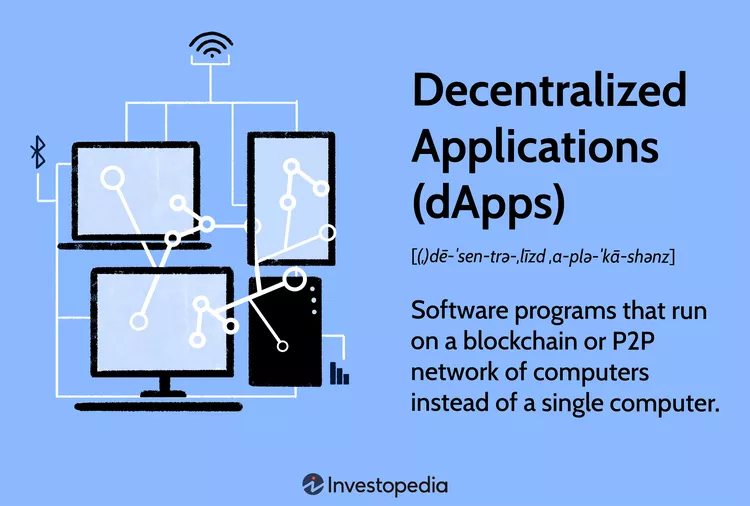 Decentralized
Applications
(dApps)
[(ˌ)dē-ˈsen-trə-ˌlīzd ˌa-plə-ˈkā-shənz]
Software programs that run
on a blockchain or P2P
network of computers
instead of a single computer.
Investopedia